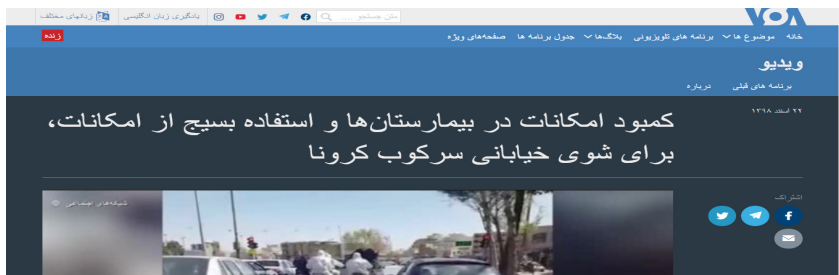 VOA
متن جستجو ...
یادگیری زبان انگلیسی
زبانهای مختلف
خانه
موضوع ها
برنامه های تلویزیونی
بلاگ‌ها
جدول برنامه ها
صفحه‌های ویژه
زنده
ویدیو
برنامه های قبلی
درباره
۲۲ اسفند ۱۳۹۸
کمبود امکانات در بیمارستان‌ها و استفاده بسیج از امکانات،
برای شوی خیابانی سرکوب کرونا
اشتراک
شبکه‌های اجتماعی